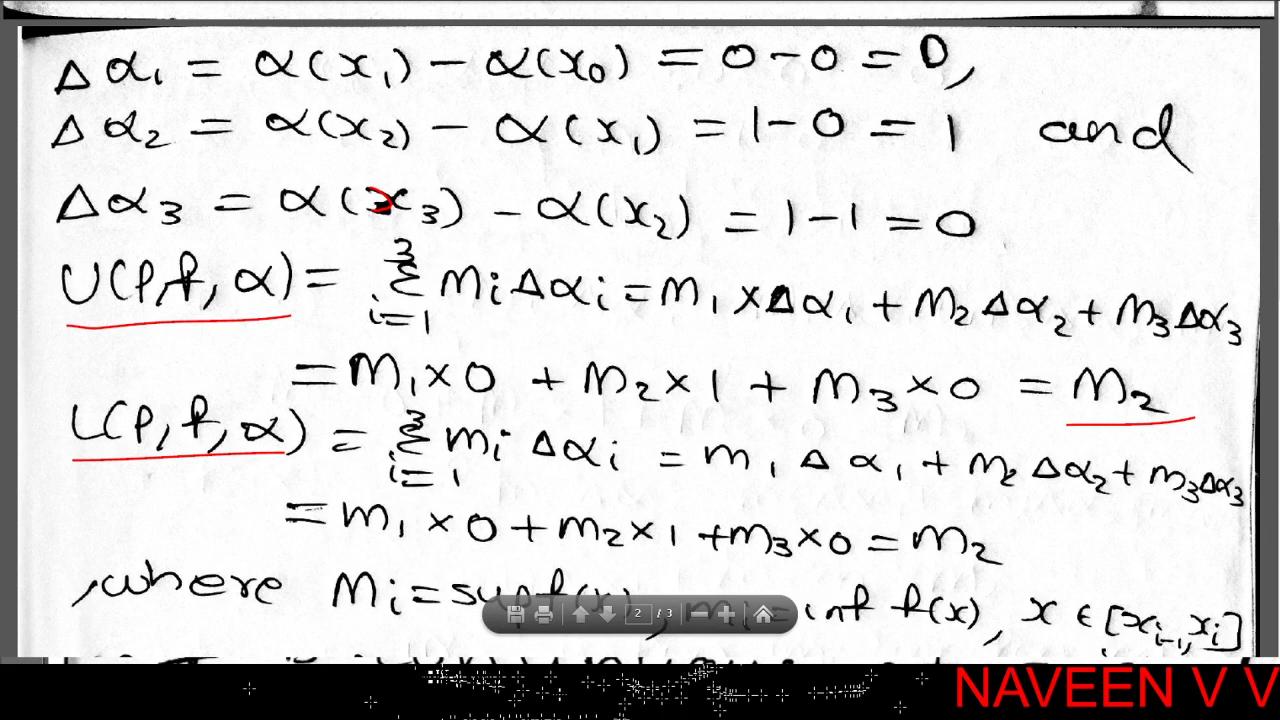 Δα₁ = α(x₁) - α(x₀) = 0-0 = 0,
Δα₂ = α(x₂) - α(x₁) = 1-0 = 1 and
Δα₃ = α(x₃) - α(x₂) = 1-1 = 0
U(P,f,α) = Σ_{i=1}^{3} Mᵢ Δαᵢ = M₁ × Δα₁ + M₂ Δα₂ + M₃ Δα₃
= M₁×0 + M₂×1 + M₃×0 = M₂
L(P,f,α) = Σ_{i=1}^{3} mᵢ Δαᵢ = m₁ Δα₁ + m₂ Δα₂ + m₃ Δα₃
= m₁×0 + m₂×1 + m₃×0 = m₂
, where Mᵢ = sup f(x), mᵢ = inf f(x), x ∈ [xᵢ₋₁, xᵢ]
2 / 3
NAVEEN V V